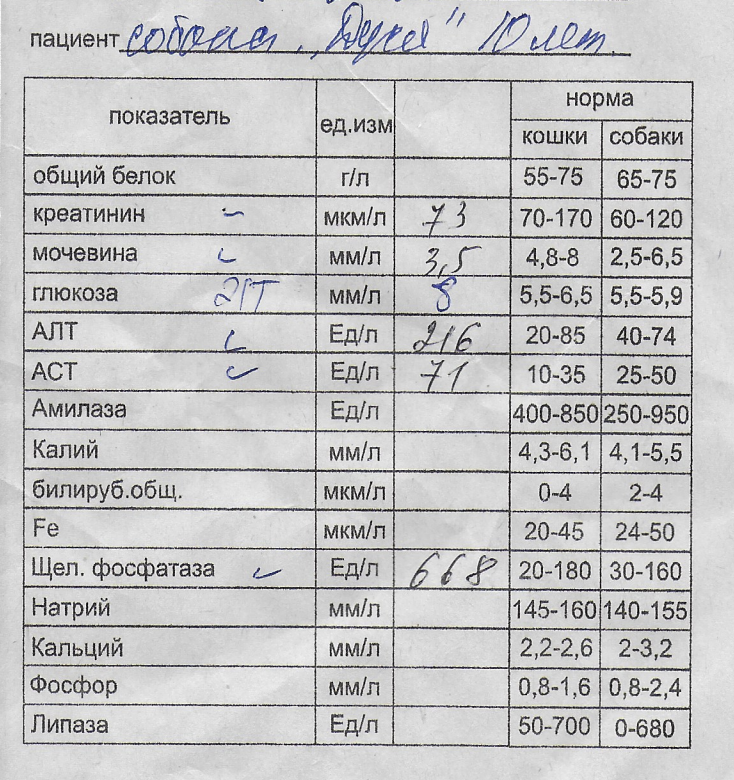 пациент собака „Дуся" 10 лет.
показатель ед.изм норма
кошки собаки
общий белок г/л 55-75 65-75
креатинин мкм/л 73 70-170 60-120
мочевина мм/л 3,5 4,8-8 2,5-6,5
глюкоза мм/л 8 5,5-6,5 5,5-5,9
АЛТ Ед/л 216 20-85 40-74
АСТ Ед/л 71 10-35 25-50
Амилаза Ед/л 400-850 250-950
Калий мм/л 4,3-6,1 4,1-5,5
билируб.общ. мкм/л 0-4 2-4
Fe мкм/л 20-45 24-50
Щел. фосфатаза Ед/л 668 20-180 30-160
Натрий мм/л 145-160 140-155
Кальций мм/л 2,2-2,6 2-3,2
Фосфор мм/л 0,8-1,6 0,8-2,4
Липаза Ед/л 50-700 0-680